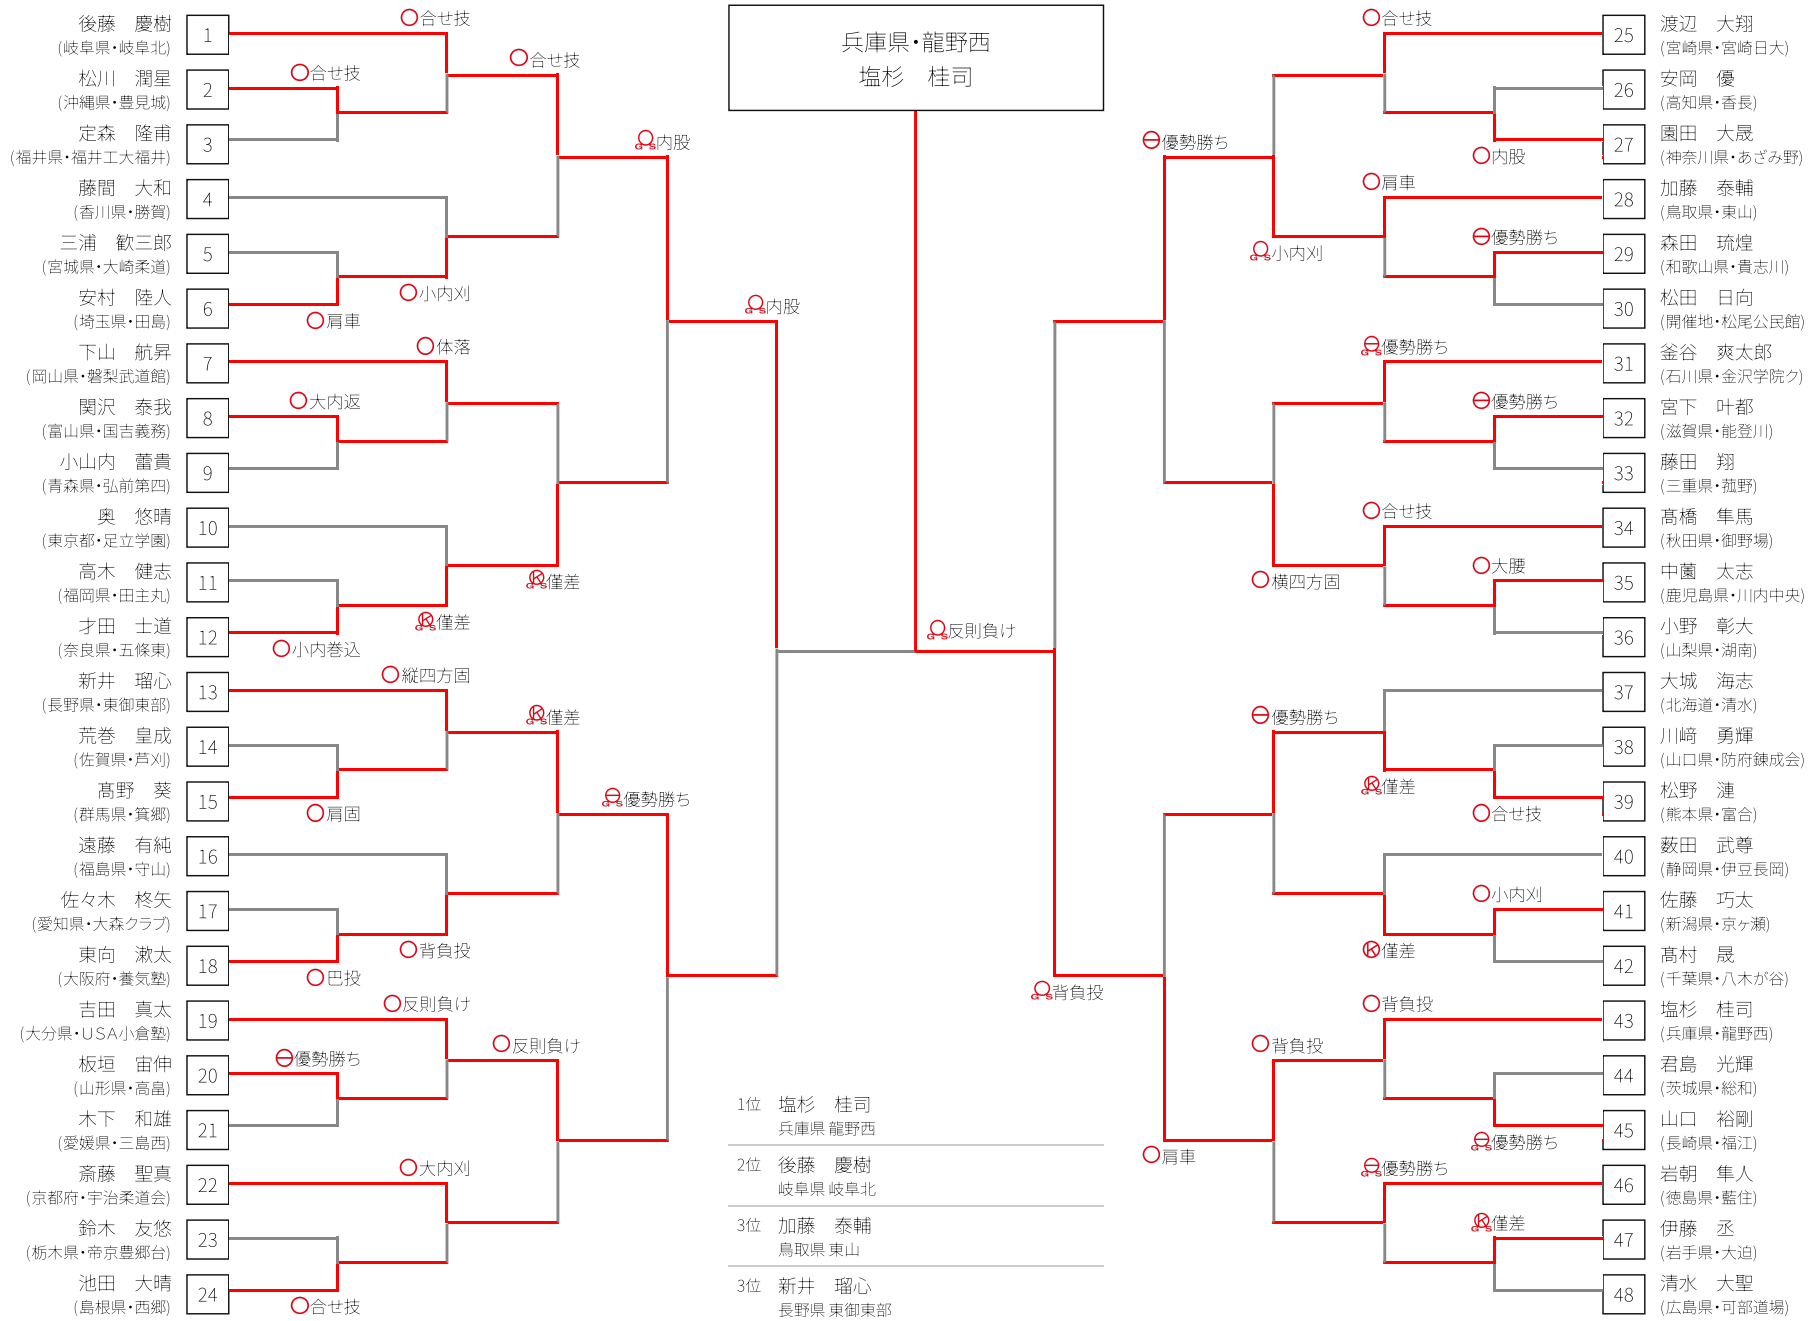 兵庫県・龍野西
塩杉　桂司
後藤　慶樹
(岐阜県・岐阜北)
1
松川　潤星
(沖縄県・豊見城)
2
定森　隆甫
(福井県・福井工大福井)
3
藤間　大和
(香川県・勝賀)
4
三浦　歓三郎
(宮城県・大崎柔道)
5
安村　陸人
(埼玉県・田島)
6
下山　航昇
(岡山県・磐梨武道館)
7
関沢　泰我
(富山県・国吉義務)
8
小山内　蕾貴
(青森県・弘前第四)
9
奥　悠晴
(東京都・足立学園)
10
高木　健志
(福岡県・田主丸)
11
才田　士道
(奈良県・五條東)
12
新井　瑠心
(長野県・東御東部)
13
荒巻　皇成
(佐賀県・芦刈)
14
髙野　葵
(群馬県・箕郷)
15
遠藤　有純
(福島県・守山)
16
佐々木　柊矢
(愛知県・大森クラブ)
17
東向　漱太
(大阪府・養気塾)
18
吉田　真太
(大分県・USA小倉塾)
19
板垣　宙伸
(山形県・高畠)
20
木下　和雄
(愛媛県・三島西)
21
斎藤　聖真
(京都府・宇治柔道会)
22
鈴木　友悠
(栃木県・帝京豊郷台)
23
池田　大晴
(島根県・西郷)
24
合せ技
合せ技
合せ技
GS内股
小内刈
肩車
GS内股
体落
大内返
GS僅差
GS僅差
小内巻込
縦四方固
GS僅差
肩固
GS優勢勝ち
背負投
巴投
反則負け
反則負け
優勢勝ち
大内刈
合せ技
GS反則負け
25
渡辺　大翔
(宮崎県・宮崎日大)
26
安岡　優
(高知県・香長)
27
園田　大晟
(神奈川県・あざみ野)
28
加藤　泰輔
(鳥取県・東山)
29
森田　琉煌
(和歌山県・貴志川)
30
松田　日向
(開催地・松尾公民館)
31
釜谷　爽太郎
(石川県・金沢学院ク)
32
宮下　叶都
(滋賀県・能登川)
33
藤田　翔
(三重県・菰野)
34
髙橋　隼馬
(秋田県・御野場)
35
中薗　太志
(鹿児島県・川内中央)
36
小野　彰大
(山梨県・湖南)
37
大城　海志
(北海道・清水)
38
川﨑　勇輝
(山口県・防府錬成会)
39
松野　漣
(熊本県・富合)
40
薮田　武尊
(静岡県・伊豆長岡)
41
佐藤　巧太
(新潟県・京ヶ瀬)
42
髙村　晟
(千葉県・八木が谷)
43
塩杉　桂司
(兵庫県・龍野西)
44
君島　光輝
(茨城県・総和)
45
山口　裕剛
(長崎県・福江)
46
岩朝　隼人
(徳島県・藍住)
47
伊藤　丞
(岩手県・大迫)
48
清水　大聖
(広島県・可部道場)
合せ技
優勢勝ち
内股
肩車
優勢勝ち
GS小内刈
GS優勢勝ち
優勢勝ち
合せ技
大腰
横四方固
優勢勝ち
GS僅差
合せ技
小内刈
僅差
GS背負投
背負投
背負投
GS優勢勝ち
肩車
GS優勢勝ち
GS僅差
1位　塩杉　桂司
兵庫県 龍野西
2位　後藤　慶樹
岐阜県 岐阜北
3位　加藤　泰輔
鳥取県 東山
3位　新井　瑠心
長野県 東御東部